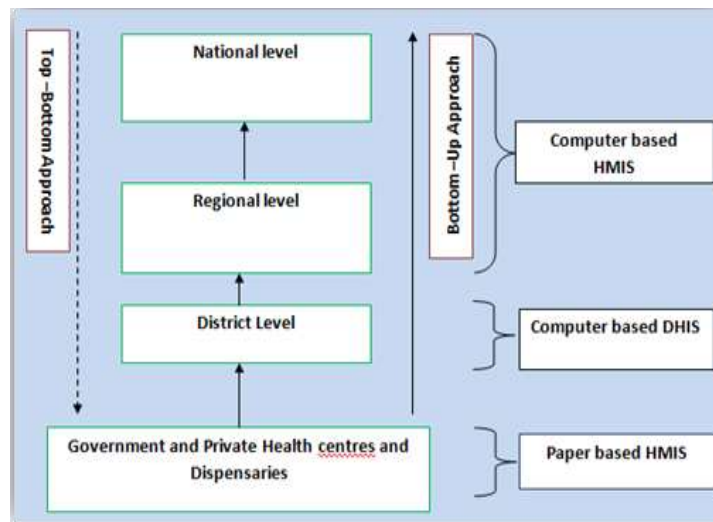 Top –Bottom Approach
National level
Regional level
District Level
Government and Private Health centres and
Dispensaries
Bottom –Up Approach
Computer based
HMIS
Computer based DHIS
Paper based HMIS